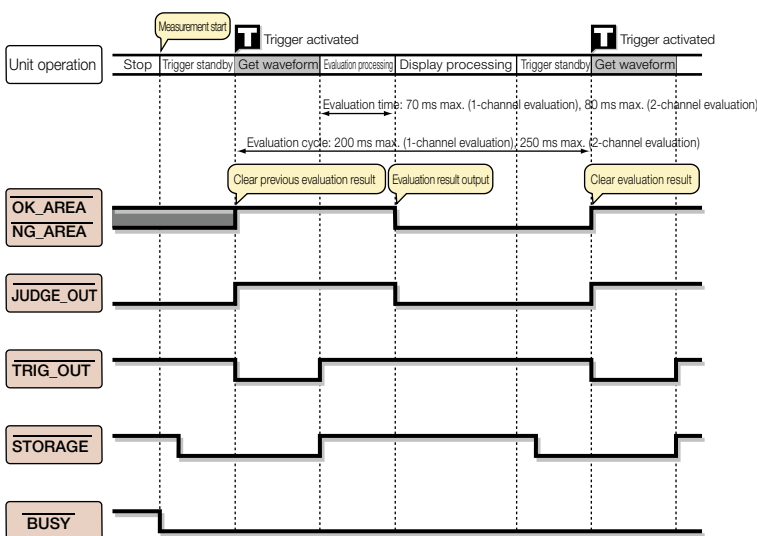 Measurement start
T Trigger activated
T Trigger activated
Unit operation
Stop Trigger standby Get waveform Evaluation processing Display processing Trigger standby Get waveform
Evaluation time: 70 ms max. (1-channel evaluation), 80 ms max. (2-channel evaluation)
Evaluation cycle: 200 ms max. (1-channel evaluation), 250 ms max. (2-channel evaluation)
Clear previous evaluation result
Evaluation result output
Clear evaluation result
OK_AREA
NG_AREA
JUDGE_OUT
TRIG_OUT
STORAGE
BUSY